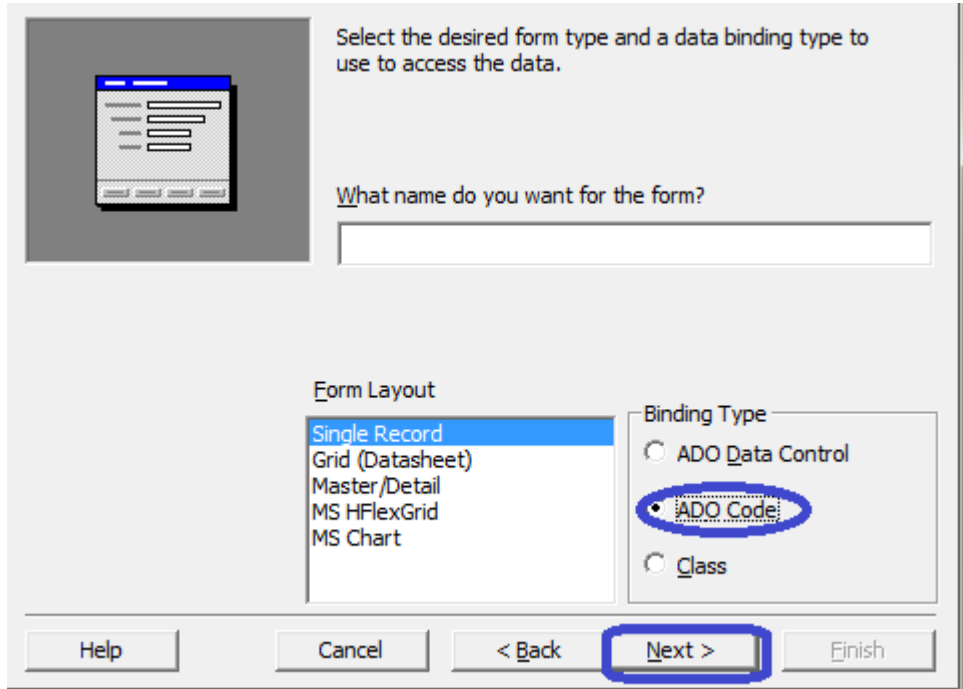 Select the desired form type and a data binding type to
use to access the data.
What name do you want for the form?
Form Layout
Single Record
Grid (Datasheet)
Master/Detail
MS HFlexGrid
MS Chart
Binding Type
ADO Data Control
ADO Code
Class
Help
Cancel
< Back
Next >
Finish